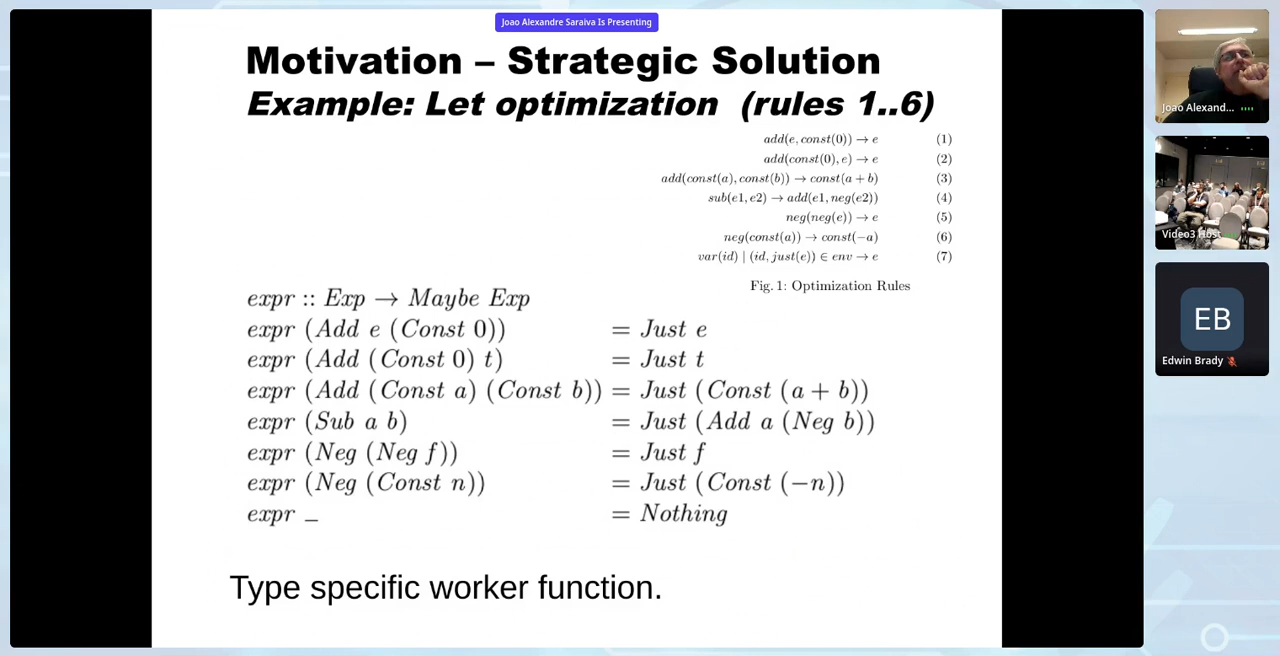 Joao Alexandre Saraiva Is Presenting
Motivation – Strategic Solution
Example: Let optimization (rules 1..6)
add(e, const(0)) → e (1)
add(const(0), e) → e (2)
add(const(a), const(b)) → const(a + b) (3)
sub(e1, e2) → add(e1, neg(e2)) (4)
neg(neg(e)) → e (5)
neg(const(a)) → const(−a) (6)
var(id) | (id, just(e)) ∈ env → e (7)
Fig. 1: Optimization Rules
expr :: Exp → Maybe Exp
expr (Add e (Const 0)) = Just e
expr (Add (Const 0) t) = Just t
expr (Add (Const a) (Const b)) = Just (Const (a + b))
expr (Sub a b) = Just (Add a (Neg b))
expr (Neg (Neg f)) = Just f
expr (Neg (Const n)) = Just (Const (−n))
expr _ = Nothing
Type specific worker function.
Joao Alexand...
Video3 Host
EB
Edwin Brady